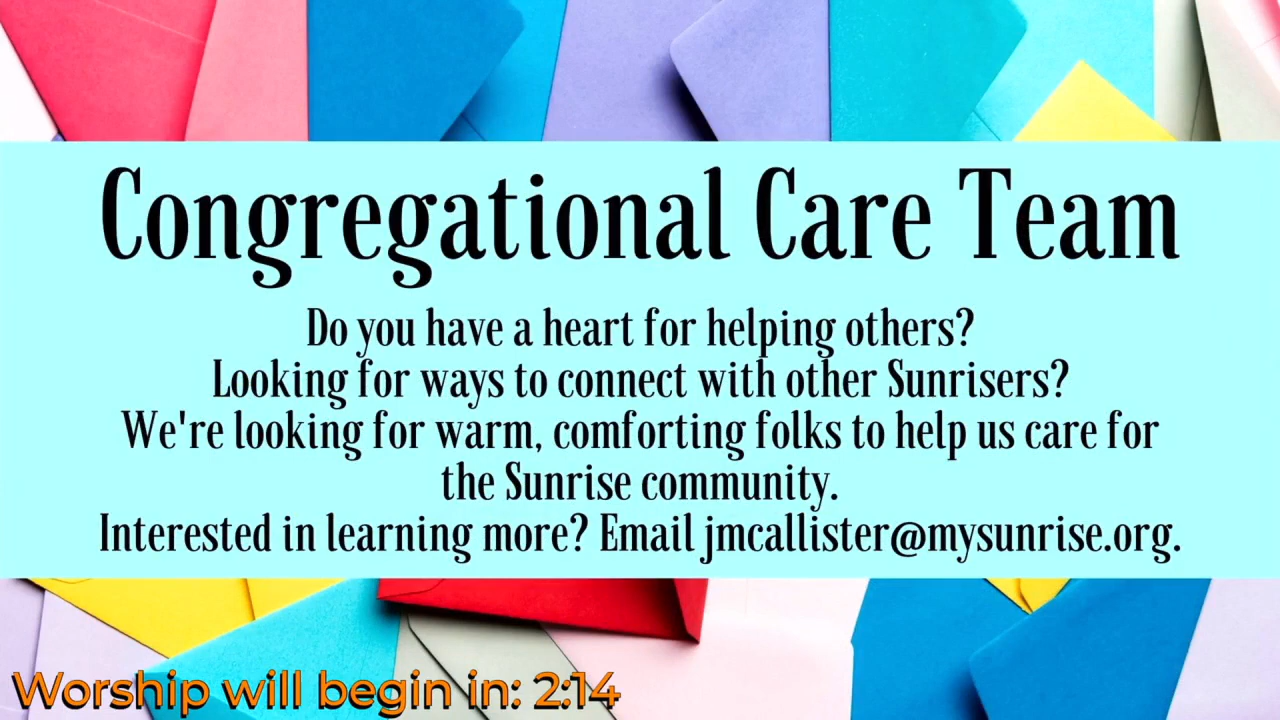 Congregational Care Team
Do you have a heart for helping others?
Looking for ways to connect with other Sunrisers?
We're looking for warm, comforting folks to help us care for
the Sunrise community.
Interested in learning more? Email jmcallister@mysunrise.org.
Worship will begin in: 2:14